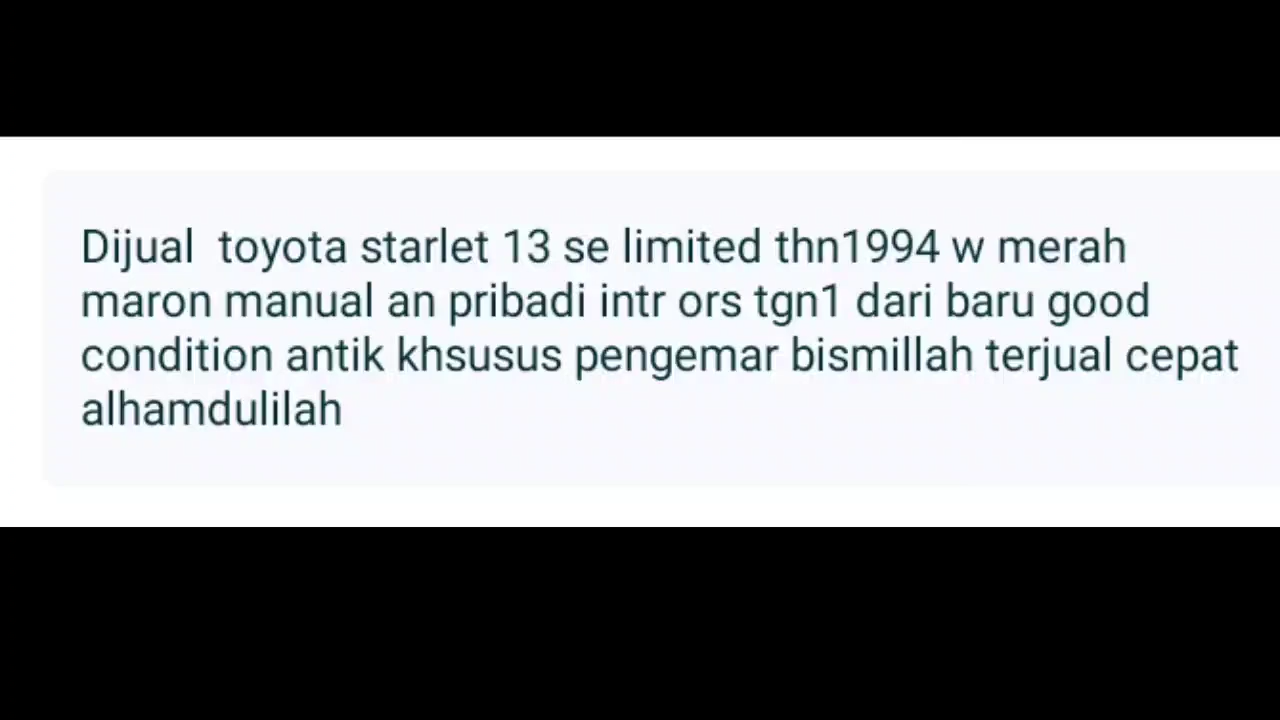 Dijual  toyota starlet 13 se limited thn1994 w merah
maron manual an pribadi intr ors tgn1 dari baru good
condition antik khsusus pengemar bismillah terjual cepat
alhamdulilah